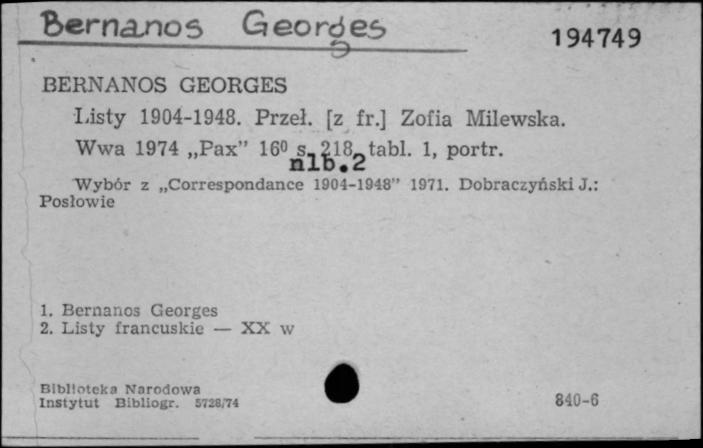 Bernanos Georges
194749
BERNANOS GEORGES
Listy 1904-1948. Przeł. [z fr.] Zofia Milewska.
Wwa 1974 „Pax” 16⁰ s. 218, tabl. 1, portr.
nlb.2
Wybór z „Correspondance 1904-1948” 1971. Dobraczyński J.:
Posłowie
1. Bernanos Georges
2. Listy francuskie — XX w
Biblioteka Narodowa
Instytut Bibliogr. 5728/74
840-6